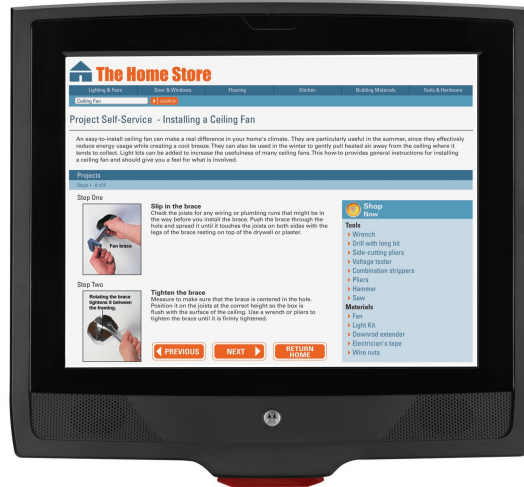 The Home Store
Lighting & Fans Door & Windows Flooring Kitchen Building Materials Tools & Hardware
Ceiling Fan SEARCH
Project Self-Service - Installing a Ceiling Fan
An easy-to-install ceiling fan can make a real difference in your home's climate. They are particularly useful in the summer, since they effectively
reduce energy usage while creating a cool breeze. They can also be used in the winter to gently pull heated air away from the ceiling where it
tends to collect. Light kits can be added to increase the usefulness of many ceiling fans. This how-to provides general instructions for installing
a ceiling fan and should give you a feel for what is involved.
Projects
Steps 1 -
Step One
Fan brace
Slip in the brace
Check the joists for any wiring or plumbing runs that might be in
the way before you install the brace. Push the brace through the
hole and spread it until it touches the joists on both sides with the
legs of the brace resting on top of the drywall or plaster.
Step Two
Rotating the brace
tightens it between
the framing.
Tighten the brace
Measure to make sure that the brace is centered in the hole.
Position it on the joists at the correct height so the box is
flush with the surface of the ceiling. Use a wrench or pliers to
tighten the brace until it is firmly tightened.
PREVIOUS NEXT RETURN
HOME
Shop
Now
Tools
Wrench
Drill with long bit
Side-cutting pliers
Voltage tester
Combination strippers
Pliers
Hammer
Saw
Materials
Fan
Light Kit
Downrod extender
Electrician's tape
Wire nuts
MOTOROLA